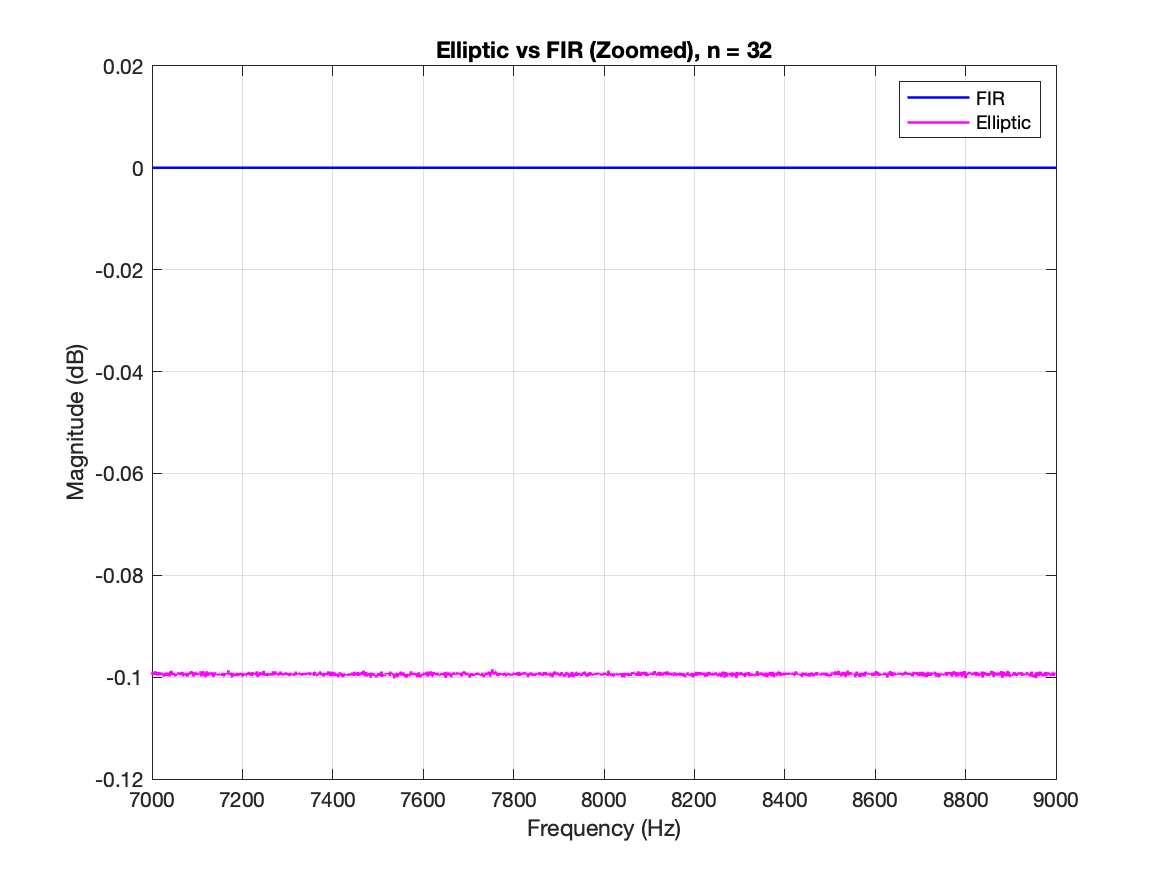 Elliptic vs FIR (Zoomed), n = 32
FIR
Elliptic
0.02
0
-0.02
-0.04
-0.06
-0.08
-0.1
-0.12
Magnitude (dB)
7000 7200 7400 7600 7800 8000 8200 8400 8600 8800 9000
Frequency (Hz)